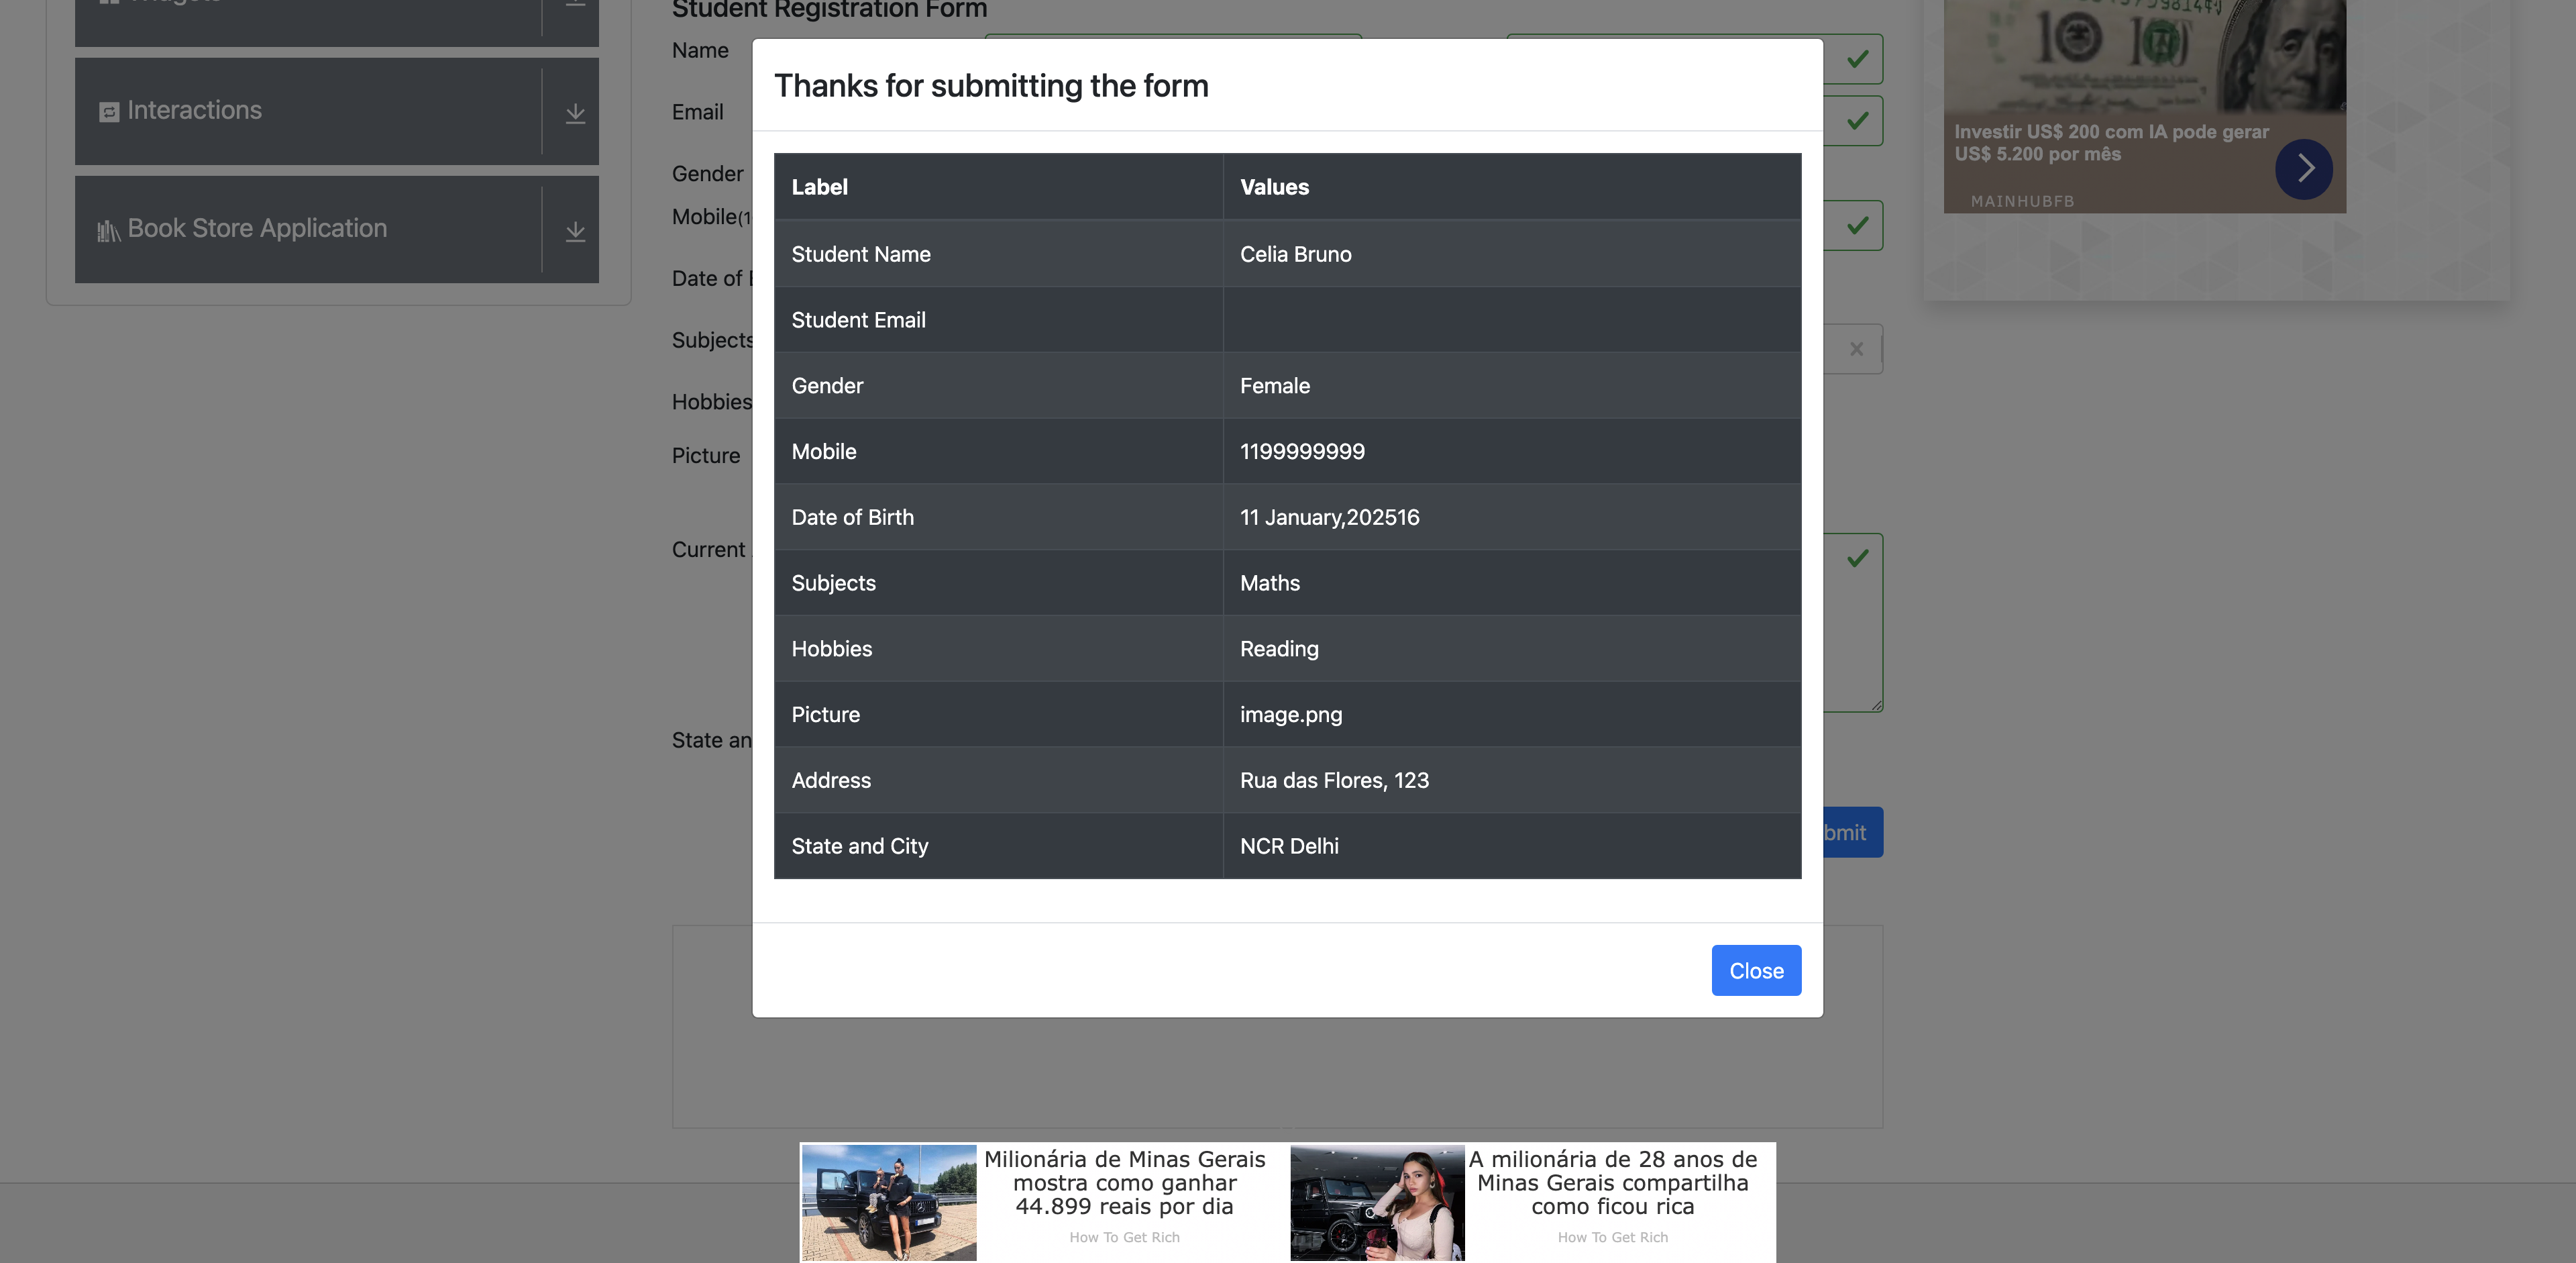 Student Registration Form
Interactions
Book Store Application
Name
Email
Gender
Mobile(1
Date of B
Subjects
Hobbies
Picture
Current
State an
bmit
Thanks for submitting the form
Label Values
Student Name Celia Bruno
Student Email
Gender Female
Mobile 1199999999
Date of Birth 11 January,202516
Subjects Maths
Hobbies Reading
Picture image.png
Address Rua das Flores, 123
State and City NCR Delhi
Close
Investir US$ 200 com IA pode gerar
US$ 5.200 por mês
MAINHUBFB
Milionária de Minas Gerais
mostra como ganhar
44.899 reais por dia
How To Get Rich
A milionária de 28 anos de
Minas Gerais compartilha
como ficou rica
How To Get Rich